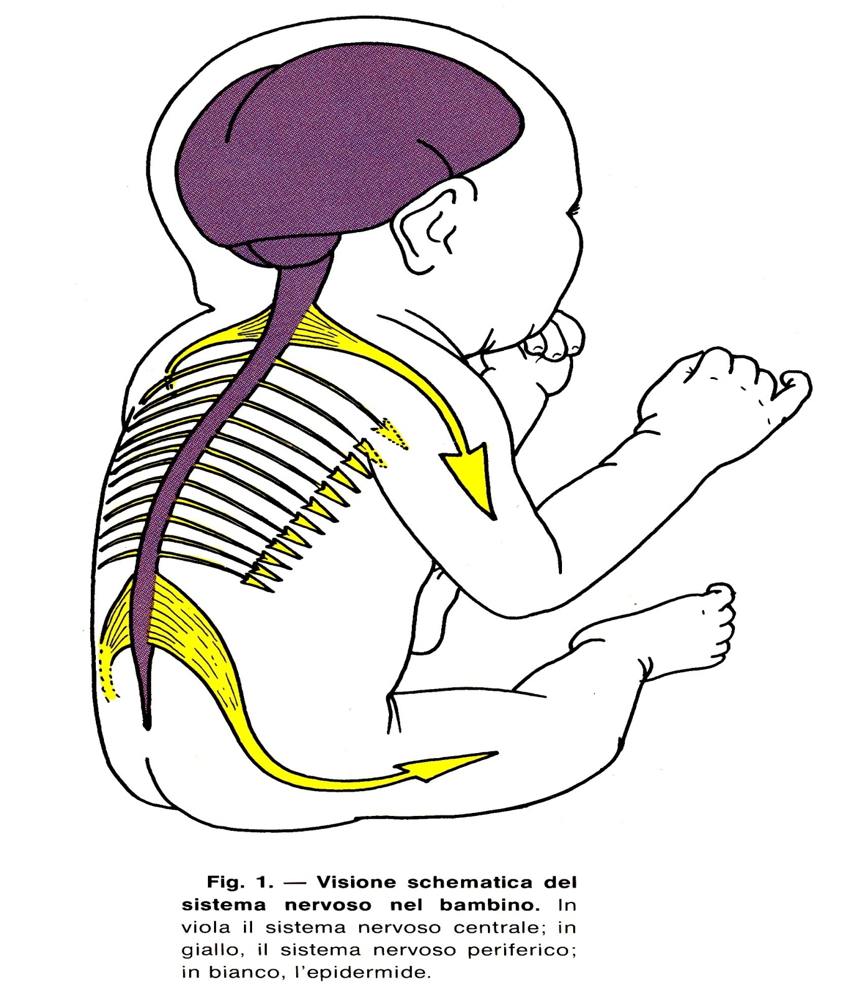 Fig. 1. — Visione schematica del
sistema nervoso nel bambino. In
viola il sistema nervoso centrale; in
giallo, il sistema nervoso periferico;
in bianco, l'epidermide.